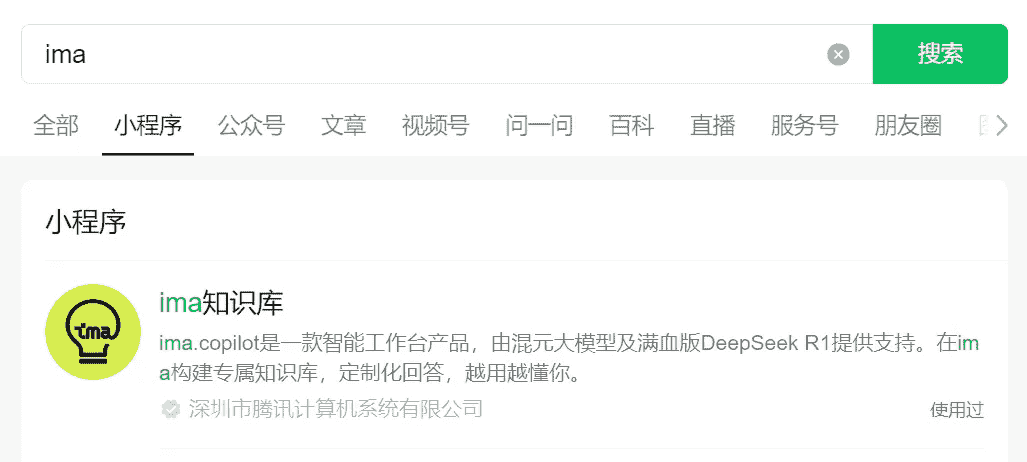 ima
搜索
全部 小程序 公众号 文章 视频号 问一问 百科 直播 服务号 朋友圈
小程序
ima
ima知识库
ima.copilot是一款智能工作台产品，由混元大模型及满血版DeepSeek R1提供支持。在im
a构建专属知识库，定制化回答，越用越懂你。
深圳市腾讯计算机系统有限公司
使用过